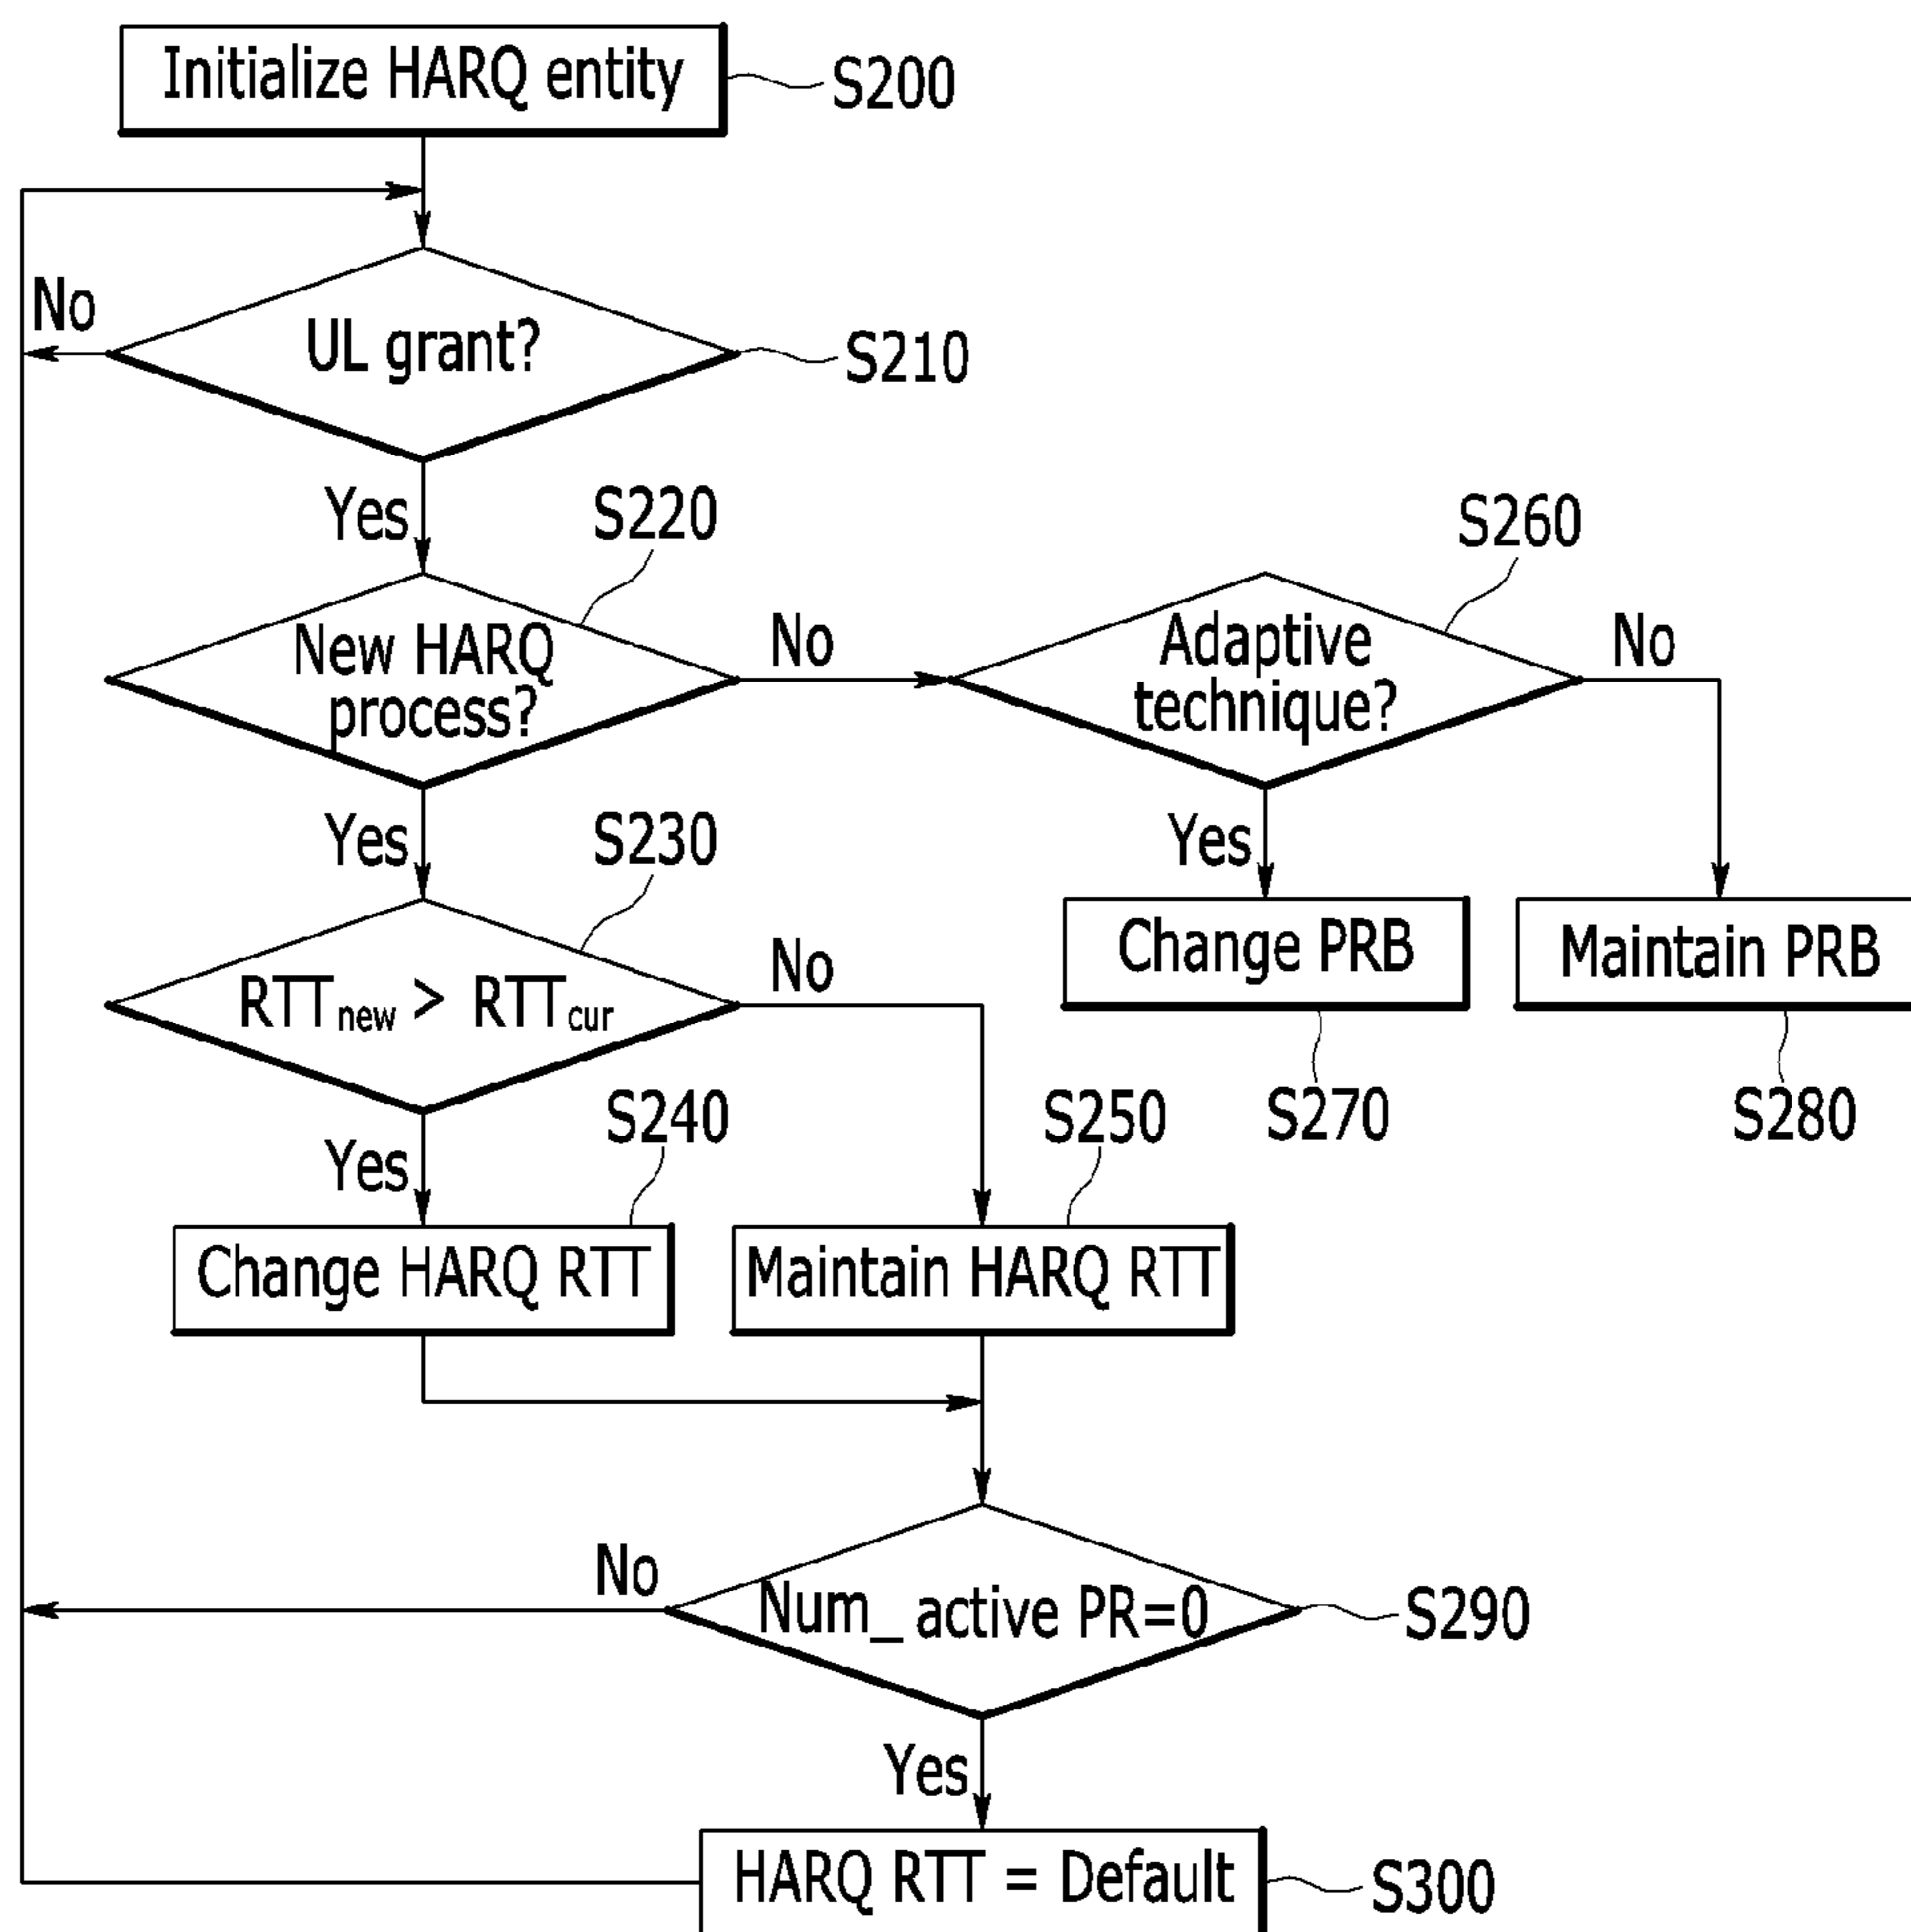 Initialize HARQ entity
S200
No
UL grant?
S210
Yes
S220
S260
New HARQ
process?
No
Adaptive
technique?
No
Yes
S230
Yes
Change PRB
Maintain PRB
RTTnew > RTTcur
No
S270
S280
Yes
S240
S250
Change HARQ RTT
Maintain HARQ RTT
No
Num_ active PR=0
S290
Yes
HARQ RTT = Default
S300